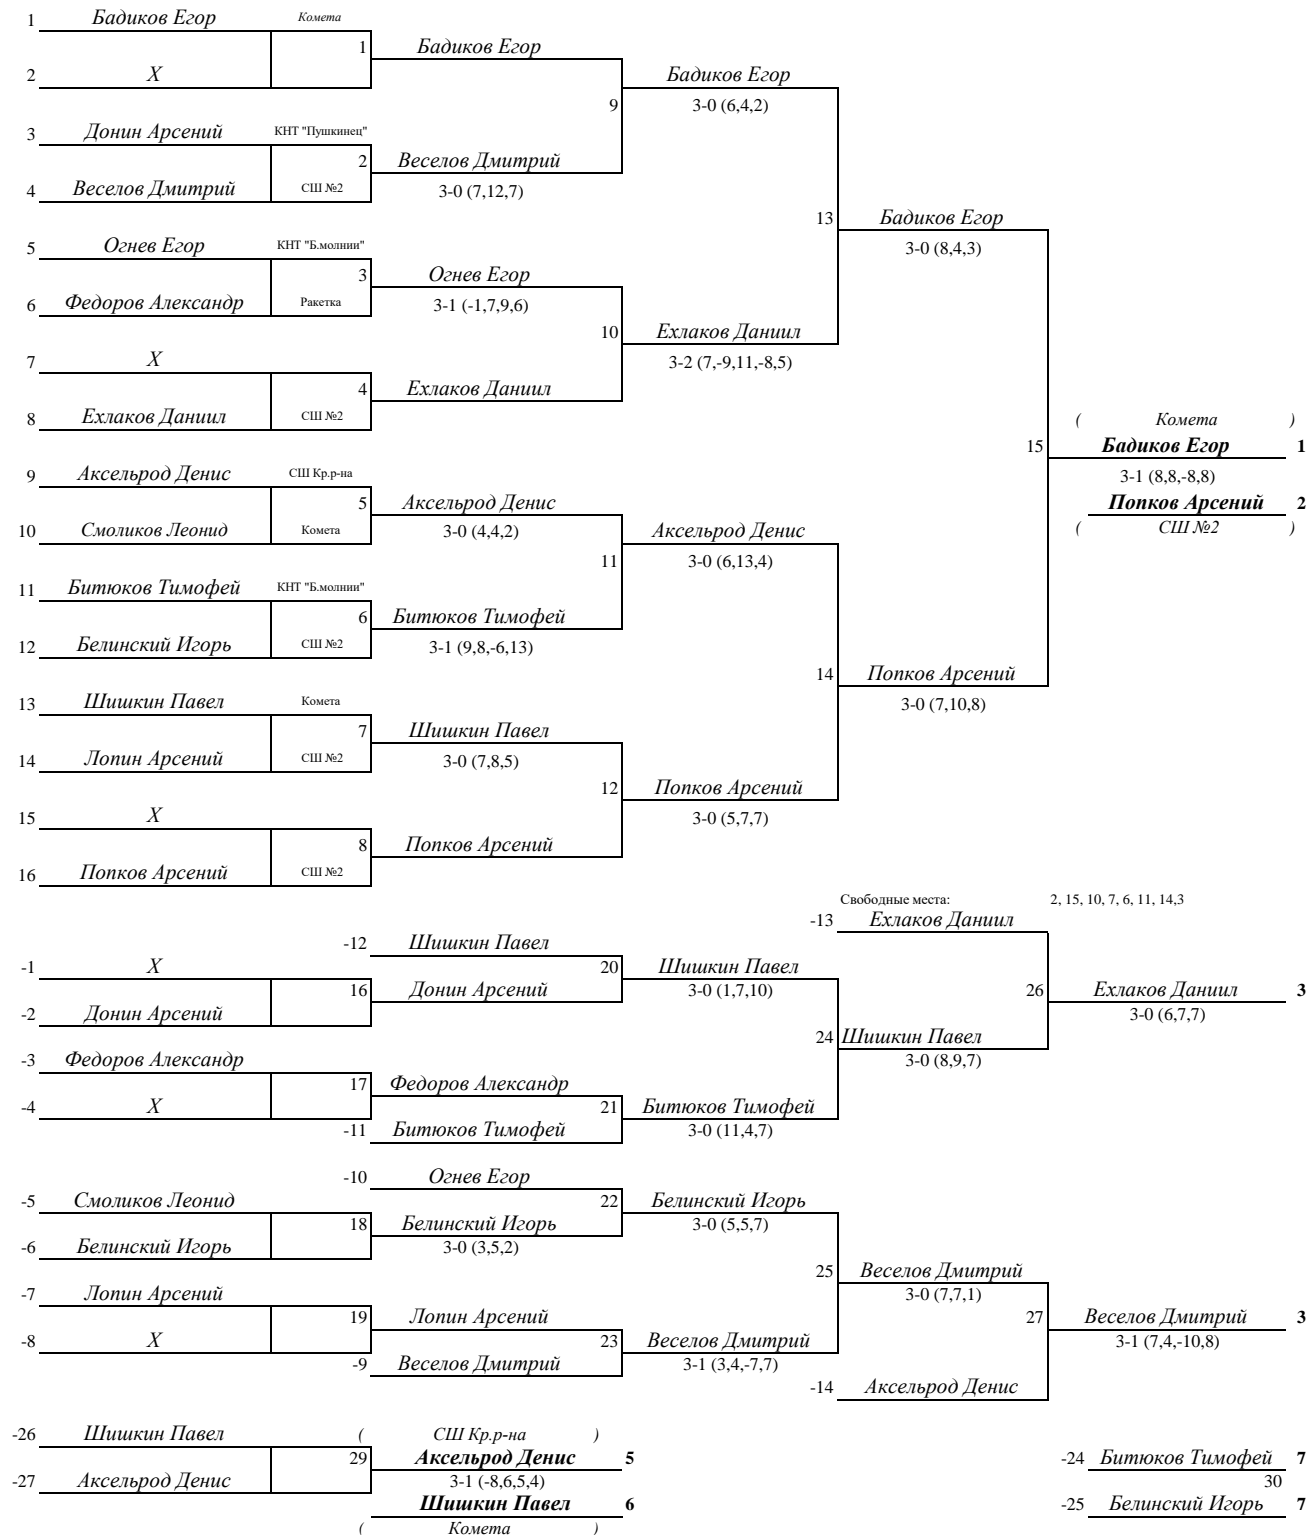 1 Бадиков Егор Комета
1 Бадиков Егор
2 X Бадиков Егор
9 3-0 (6,4,2)
3 Донин Арсений КНТ "Пушкинец"
2 Веселов Дмитрий
4 Веселов Дмитрий СШ №2 3-0 (7,12,7)
13 Бадиков Егор
5 Огнев Егор КНТ "Б.молнии" 3-0 (8,4,3)
3 Огнев Егор
6 Федоров Александр Ракетка 3-1 (-1,7,9,6)
10 Ехлаков Даниил
7 X 3-2 (7,-9,11,-8,5)
4 Ехлаков Даниил
8 Ехлаков Даниил СШ №2
( Комета )
15 Бадиков Егор 1
9 Аксельрод Денис СШ Кр.р-на 3-1 (8,8,-8,8)
5 Аксельрод Денис Попков Арсений 2
10 Смоликов Леонид Комета 3-0 (4,4,2) Аксельрод Денис ( СШ №2 )
11 3-0 (6,13,4)
11 Битюков Тимофей КНТ "Б.молнии"
6 Битюков Тимофей
12 Белинский Игорь СШ №2 3-1 (9,8,-6,13)
14 Попков Арсений
13 Шишкин Павел Комета 3-0 (7,10,8)
7 Шишкин Павел
14 Лопин Арсений СШ №2 3-0 (7,8,5)
12 Попков Арсений
15 X 3-0 (5,7,7)
8 Попков Арсений
16 Попков Арсений СШ №2
Свободные места: 2, 15, 10, 7, 6, 11, 14,3
-13 Ехлаков Даниил
-12 Шишкин Павел
-1 X 20 Шишкин Павел
16 Донин Арсений 3-0 (1,7,10) 26 Ехлаков Даниил 3
-2 Донин Арсений 3-0 (6,7,7)
24 Шишкин Павел
-3 Федоров Александр 3-0 (8,9,7)
17 Федоров Александр
-4 X 21 Битюков Тимофей
-11 Битюков Тимофей 3-0 (11,4,7)
-10 Огнев Егор
-5 Смоликов Леонид 22 Белинский Игорь
18 Белинский Игорь 3-0 (5,5,7)
-6 Белинский Игорь 3-0 (3,5,2)
25 Веселов Дмитрий
-7 Лопин Арсений 3-0 (7,7,1)
19 Лопин Арсений 27 Веселов Дмитрий 3
-8 X 23 Веселов Дмитрий 3-1 (7,4,-10,8)
-9 Веселов Дмитрий 3-1 (3,4,-7,7)
-14 Аксельрод Денис
-26 Шишкин Павел ( СШ Кр.р-на )
29 Аксельрод Денис 5 -24 Битюков Тимофей 7
-27 Аксельрод Денис 3-1 (-8,6,5,4) 30
Шишкин Павел 6 -25 Белинский Игорь 7
( Комета )